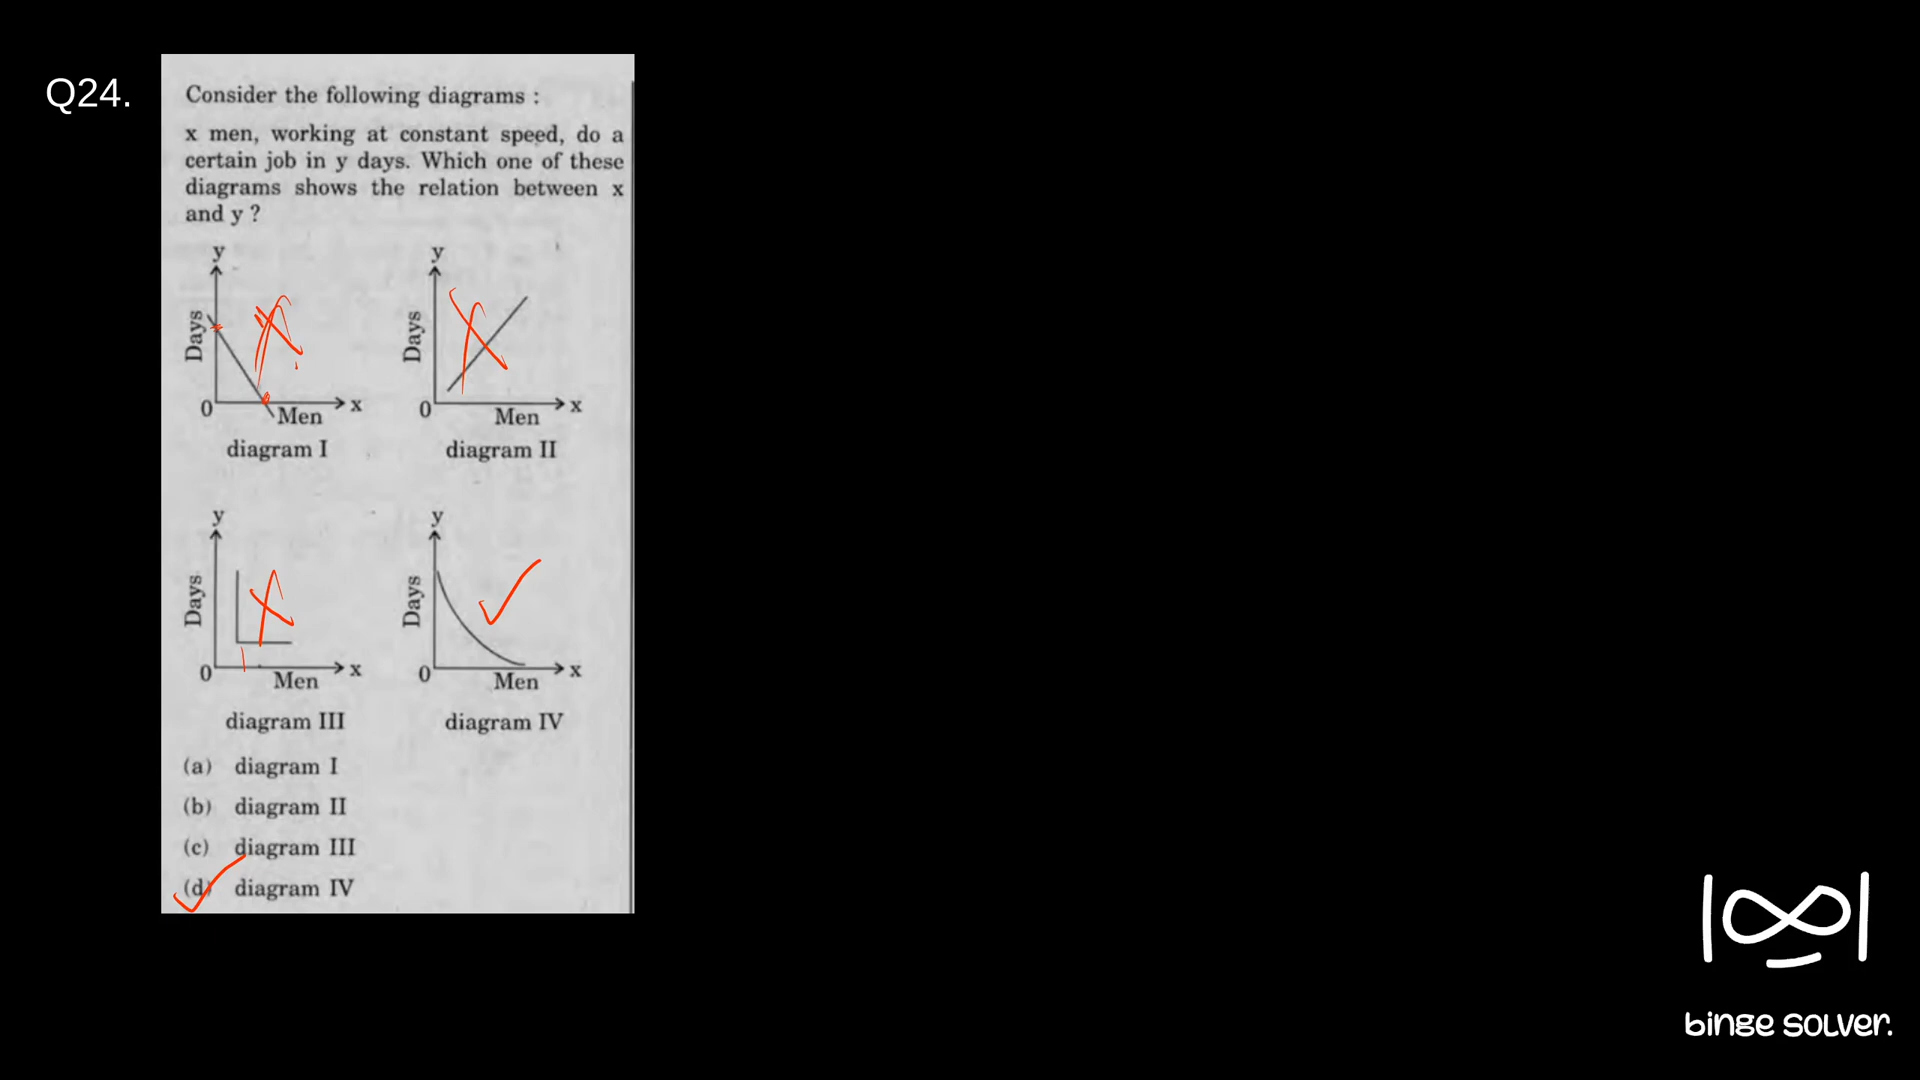 Q24.
Consider the following diagrams :
x men, working at constant speed, do a
certain job in y days. Which one of these
diagrams shows the relation between x
and y ?
y
Days
0
Men
x
diagram I
y
Days
0
Men
x
diagram II
y
Days
0
Men
x
diagram III
y
Days
0
Men
x
diagram IV
(a) diagram I
(b) diagram II
(c) diagram III
(d) diagram IV
binge solver.